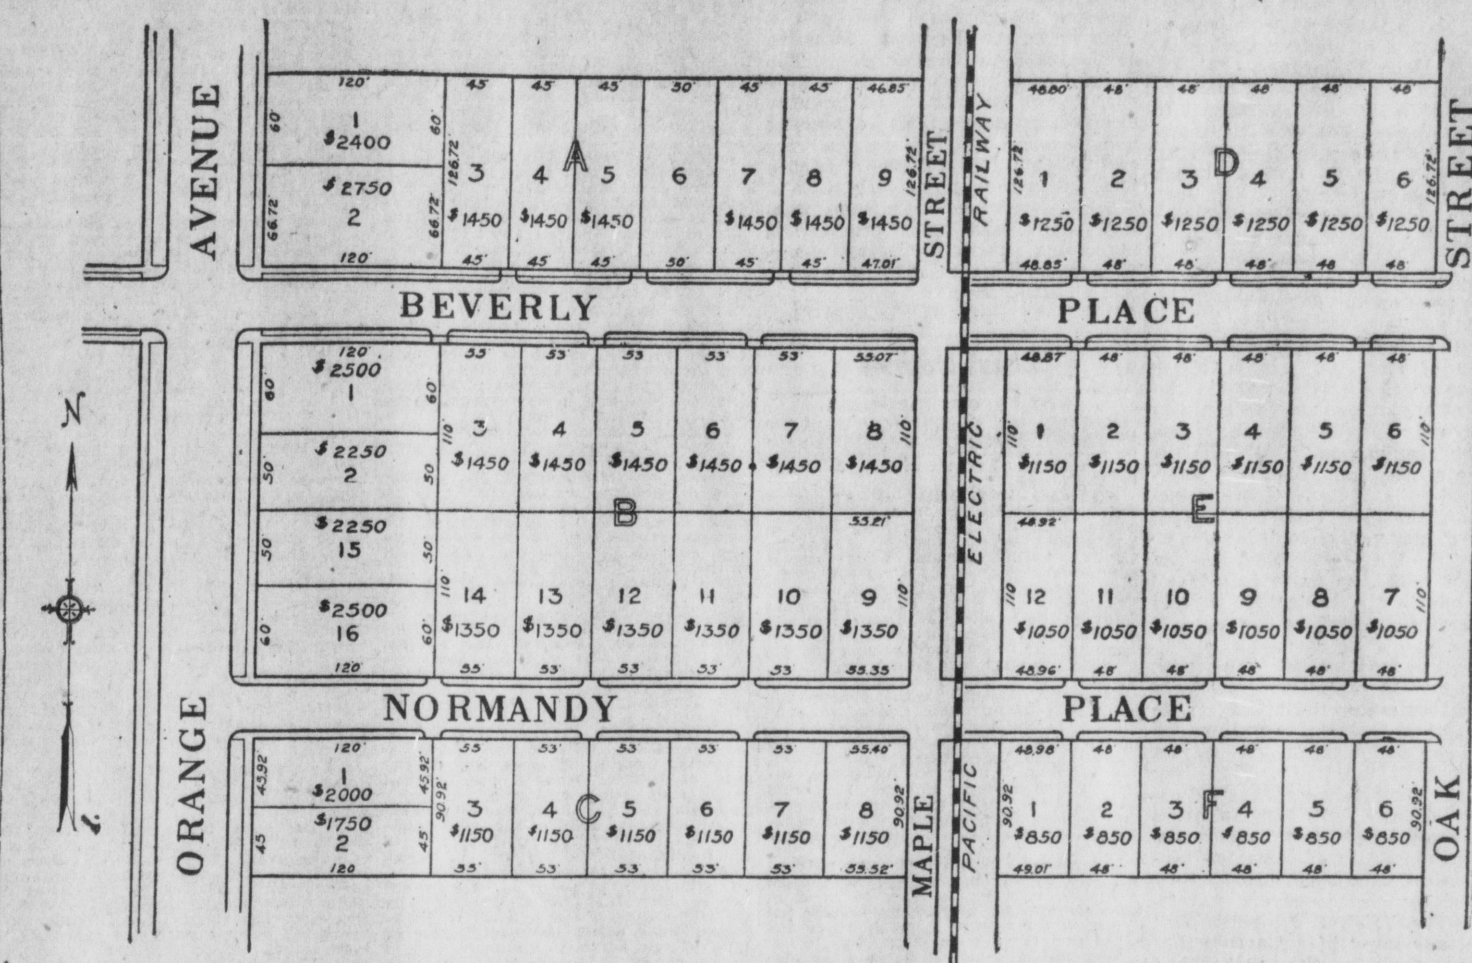 AVENUE
STREET
RAILWAY
STREET
120' 45' 45' 45' 50' 45' 45' 46.85' 48.80' 48' 48' 48' 48' 48'
60' 1 60'
$2400
A
D
126.72' 3 4 5 6 7 8 9 126.72' 126.72' 1 2 3 4 5 6 126.72'
$2750
66.72' 2 66.72'
$1450 $1450 $1450 $1450 $1450 $1450 $1250 $1250 $1250 $1250 $1250 $1250
120' 45' 45' 45' 50' 45' 45' 47.01' 48.85' 48' 48' 48' 48 48'
BEVERLY PLACE
120' 53' 53' 53 53' 53' 55.07' 48.87' 48' 48' 48' 48' 48'
$2500
60' 1 60'
N
110' 3 4 5 6 7 8 110' 110' 1 2 3 4 5 6 110'
$2250
50' 2 50'
$1450 $1450 $1450 $1450 $1450 $1450 $1150 $1150 $1150 $1150 $1150 $1150
B
E
ELECTRIC
55.21' 48.92'
$2250
50' 15 50'
110' 14 13 12 11 10 9 110' 110 12 11 10 9 8 7 110'
$2500
60' 16 60'
$1350 $1350 $1350 $1350 $1350 $1350 $1050 $1050 $1050 $1050 $1050 $1050
120' 55' 53' 53' 53' 53 55.35 48.96' 48' 48' 48' 48' 48'
NORMANDY PLACE
ORANGE
120' 55 53' 53' 53' 53' 55.40' 48.98' 48' 48' 48' 48' 48'
45.92' 1 45.92'
$2000
90.92' 3 4 C 5 6 7 8 90.92' 90.92 1 2 3 F 4 5 6 90.92'
$1750
45 2 45'
$1150 $1150 $1150 $1150 $1150 $1150 $850 $850 $850 $850 $850 $850
120 55' 53' 53' 53' 53' 55.52' 49.01' 48' 48' 48' 48' 48'
MAPLE
PACIFIC
OAK